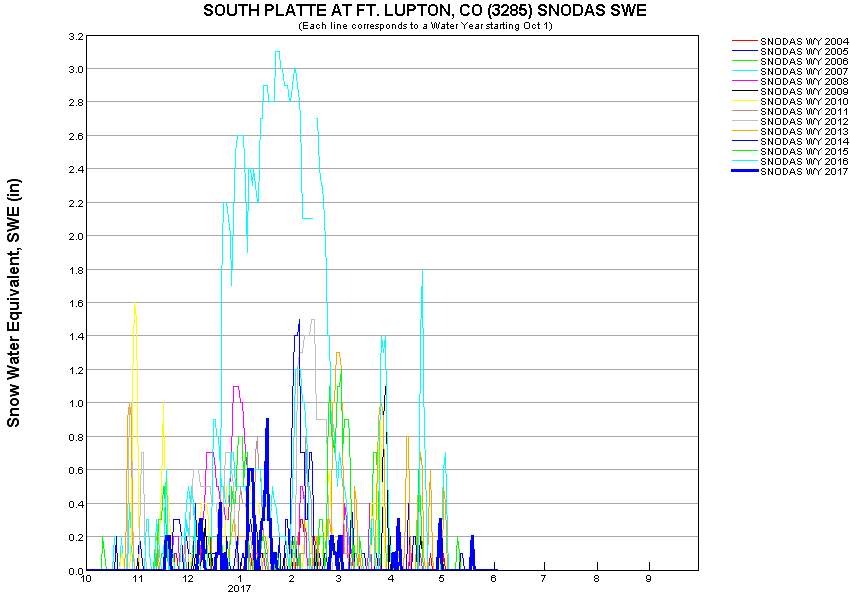 SOUTH PLATTE AT FT. LUPTON, CO (3285) SNODAS SWE
(Each line corresponds to a Water Year starting Oct 1)
Snow Water Equivalent, SWE (in)
3.2
3.0
2.8
2.6
2.4
2.2
2.0
1.8
1.6
1.4
1.2
1.0
0.8
0.6
0.4
0.2
0.0
10 11 12 1 2 3 4 5 6 7 8 9
2017
SNODAS WY 2004
SNODAS WY 2005
SNODAS WY 2006
SNODAS WY 2007
SNODAS WY 2008
SNODAS WY 2009
SNODAS WY 2010
SNODAS WY 2011
SNODAS WY 2012
SNODAS WY 2013
SNODAS WY 2014
SNODAS WY 2015
SNODAS WY 2016
SNODAS WY 2017